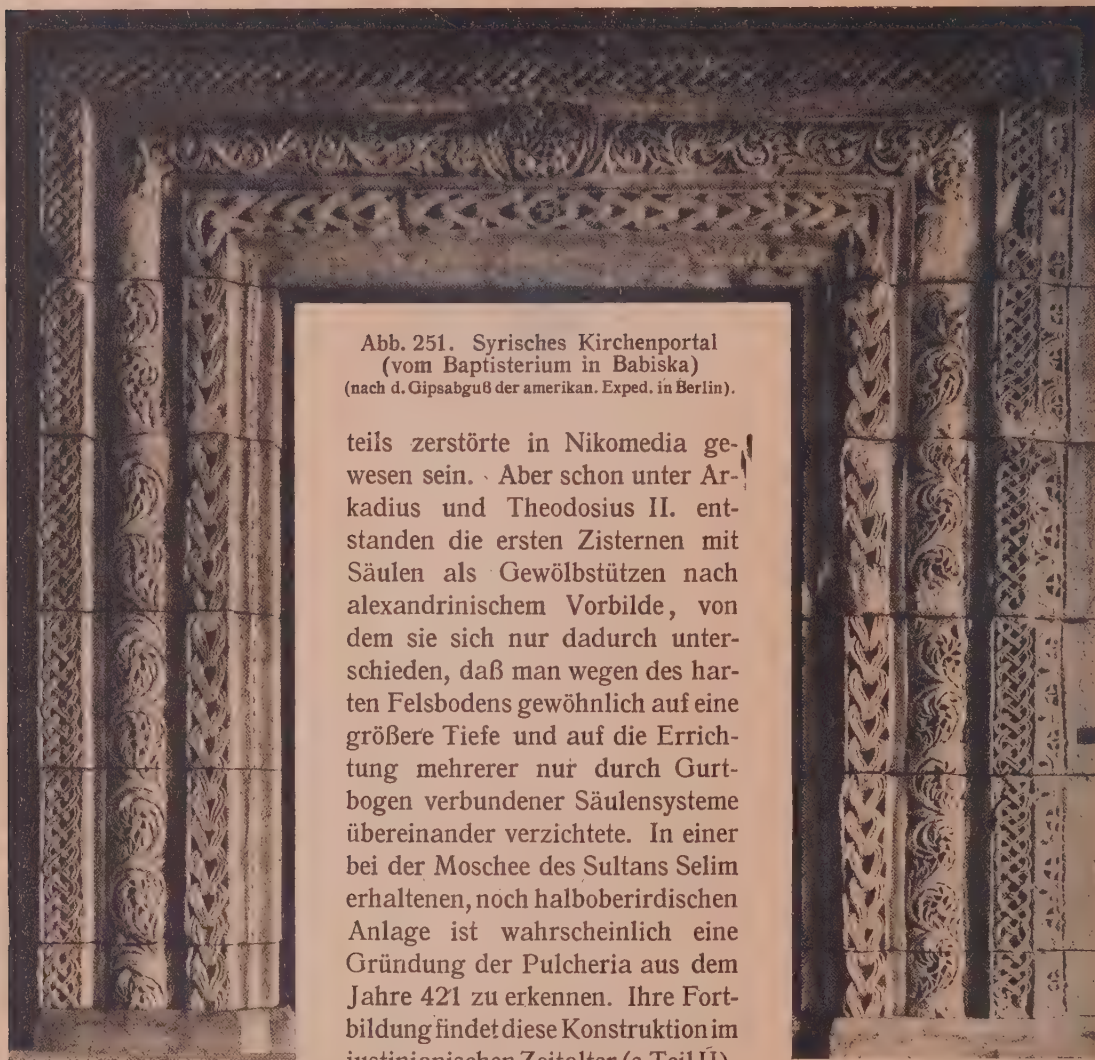 Abb. 251. Syrisches Kirchenportal
(vom Baptisterium in Babiska)
(nach d. Gipsabguß der amerikan. Exped. in Berlin).
teils zerstörte in Nikomedia ge-
wesen sein. Aber schon unter Ar-
kadius und Theodosius II. ent-
standen die ersten Zisternen mit
Säulen als Gewölbstützen nach
alexandrinischem Vorbilde, von
dem sie sich nur dadurch unter-
schieden, daß man wegen des har-
ten Felsbodens gewöhnlich auf eine
größere Tiefe und auf die Errich-
tung mehrerer nur durch Gurt-
bogen verbundener Säulensysteme
übereinander verzichtete. In einer
bei der Moschee des Sultans Selim
erhaltenen, noch halboberirdischen
Anlage ist wahrscheinlich eine
Gründung der Pulcheria aus dem
Jahre 421 zu erkennen. Ihre Fort-
bildung findet diese Konstruktion im
justinianischen Zeitalter (s. Teil II).